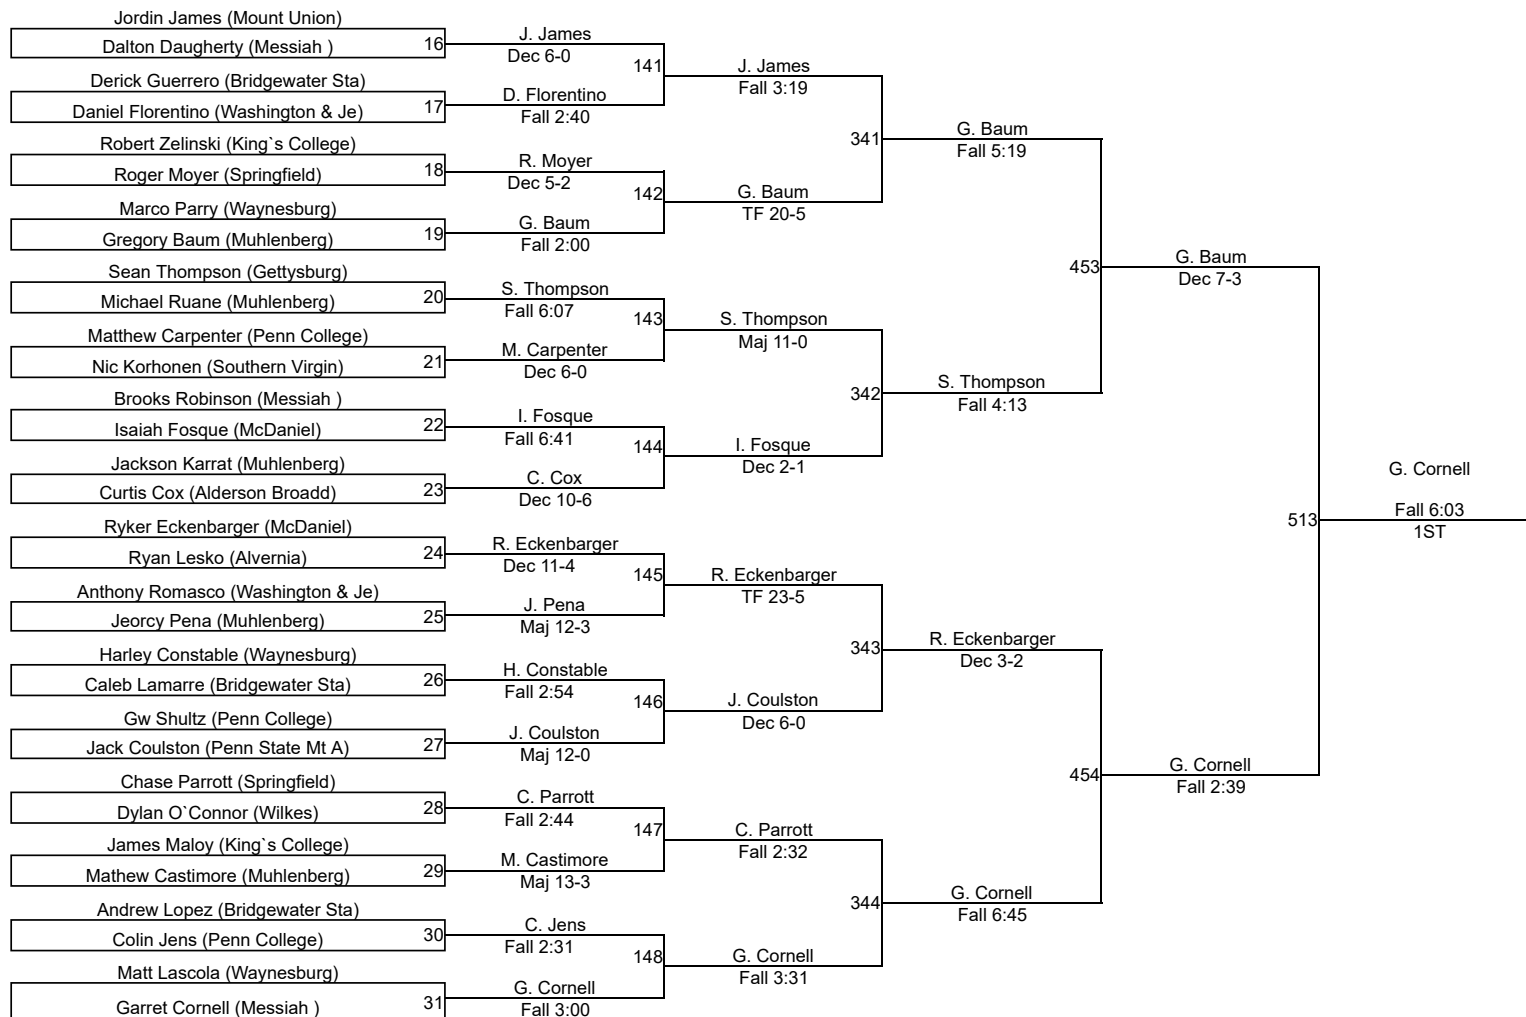 Jordin James (Mount Union)
Dalton Daugherty (Messiah )
16
J. James
Dec 6-0
141
J. James
Fall 3:19
Derick Guerrero (Bridgewater Sta)
Daniel Florentino (Washington & Je)
17
D. Florentino
Fall 2:40
341
G. Baum
Fall 5:19
Robert Zelinski (King`s College)
Roger Moyer (Springfield)
18
R. Moyer
Dec 5-2
142
G. Baum
TF 20-5
Marco Parry (Waynesburg)
Gregory Baum (Muhlenberg)
19
G. Baum
Fall 2:00
453
G. Baum
Dec 7-3
Sean Thompson (Gettysburg)
Michael Ruane (Muhlenberg)
20
S. Thompson
Fall 6:07
143
S. Thompson
Maj 11-0
Matthew Carpenter (Penn College)
Nic Korhonen (Southern Virgin)
21
M. Carpenter
Dec 6-0
342
S. Thompson
Fall 4:13
Brooks Robinson (Messiah )
Isaiah Fosque (McDaniel)
22
I. Fosque
Fall 6:41
144
I. Fosque
Dec 2-1
Jackson Karrat (Muhlenberg)
Curtis Cox (Alderson Broadd)
23
C. Cox
Dec 10-6
513
G. Cornell
Fall 6:03
1ST
Ryker Eckenbarger (McDaniel)
Ryan Lesko (Alvernia)
24
R. Eckenbarger
Dec 11-4
145
R. Eckenbarger
TF 23-5
Anthony Romasco (Washington & Je)
Jeorcy Pena (Muhlenberg)
25
J. Pena
Maj 12-3
343
R. Eckenbarger
Dec 3-2
Harley Constable (Waynesburg)
Caleb Lamarre (Bridgewater Sta)
26
H. Constable
Fall 2:54
146
J. Coulston
Dec 6-0
Gw Shultz (Penn College)
Jack Coulston (Penn State Mt A)
27
J. Coulston
Maj 12-0
454
G. Cornell
Fall 2:39
Chase Parrott (Springfield)
Dylan O`Connor (Wilkes)
28
C. Parrott
Fall 2:44
147
C. Parrott
Fall 2:32
James Maloy (King`s College)
Mathew Castimore (Muhlenberg)
29
M. Castimore
Maj 13-3
344
G. Cornell
Fall 6:45
Andrew Lopez (Bridgewater Sta)
Colin Jens (Penn College)
30
C. Jens
Fall 2:31
148
G. Cornell
Fall 3:31
Matt Lascola (Waynesburg)
Garret Cornell (Messiah )
31
G. Cornell
Fall 3:00